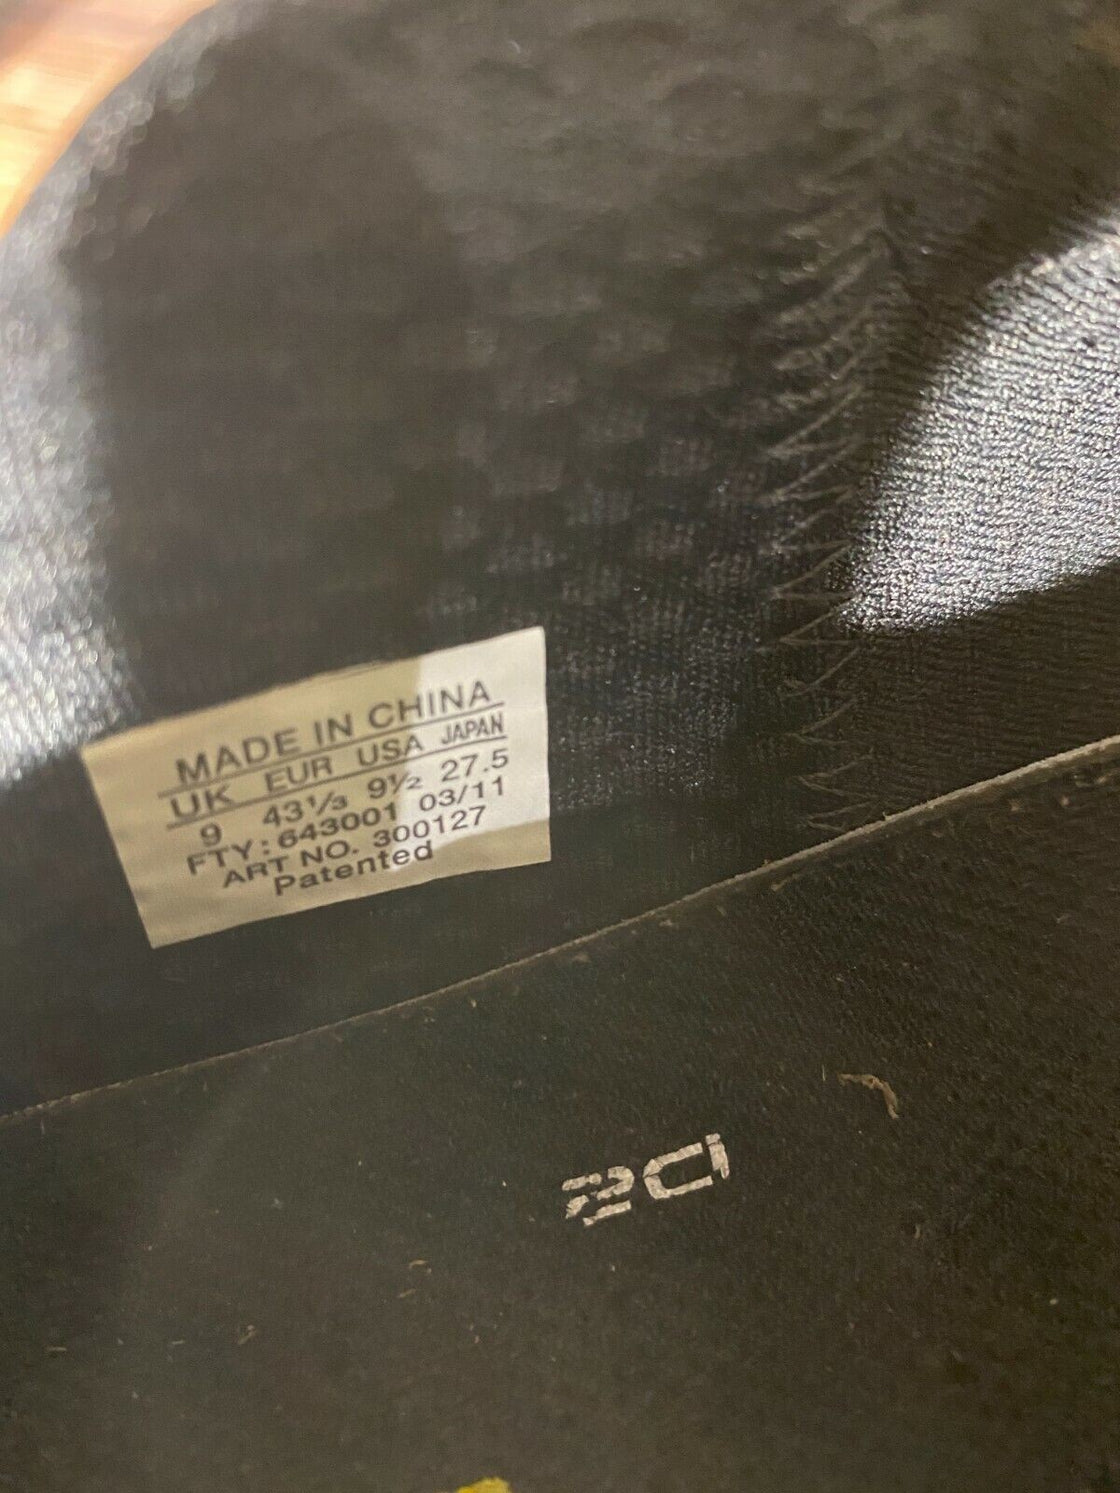 MADE IN CHINA
UK EUR USA JAPAN
9 43⅓ 9½ 27.5
FTY: 643001 03/11
ART NO. 300127
Patented